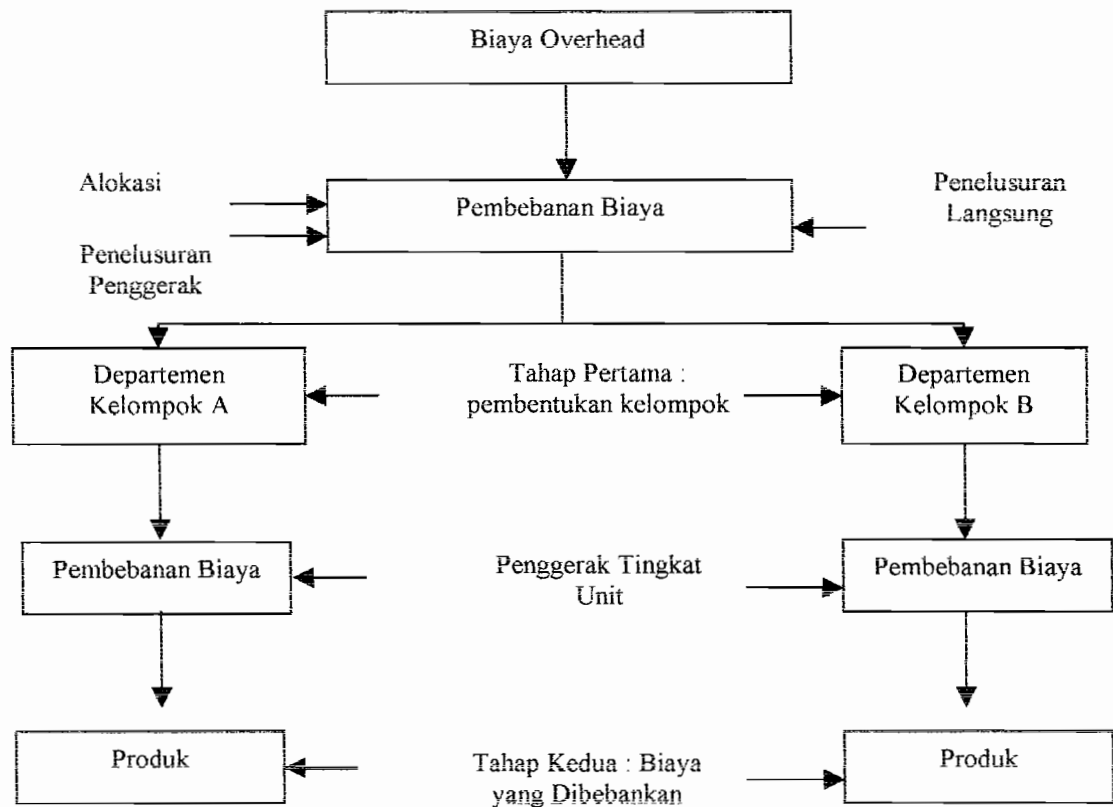 Biaya Overhead
Alokasi
Pembebanan Biaya
Penelusuran
Langsung
Penelusuran
Penggerak
Departemen
Kelompok A
Tahap Pertama :
pembentukan kelompok
Departemen
Kelompok B
Pembebanan Biaya
Penggerak Tingkat
Unit
Pembebanan Biaya
Produk
Tahap Kedua : Biaya
yang Dibebankan
Produk